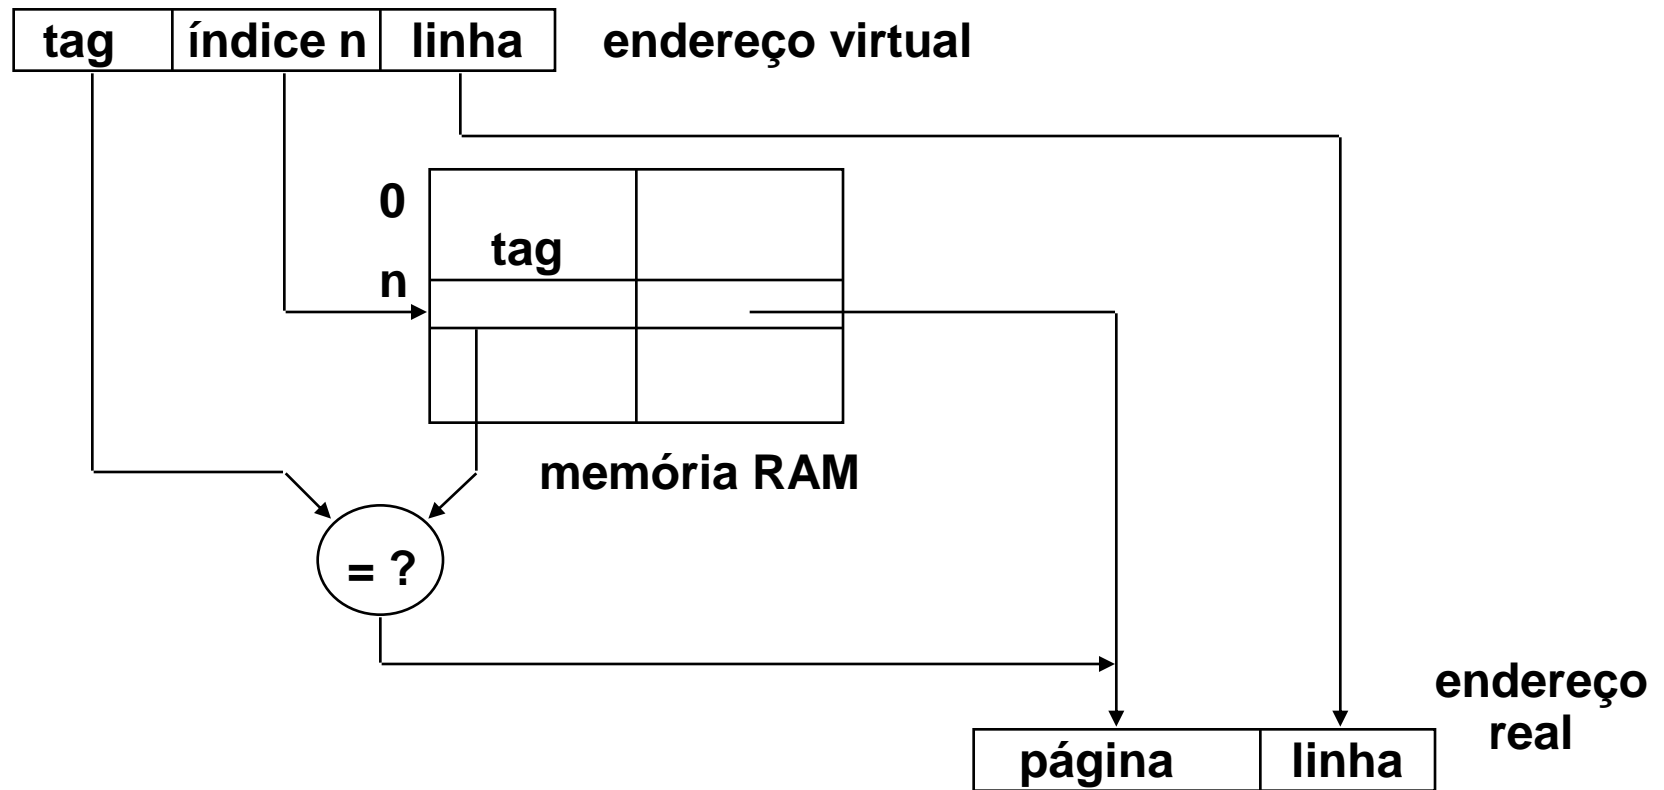 tag índice n linha endereço virtual
0
tag
n
memória RAM
= ?
endereço
real
página linha